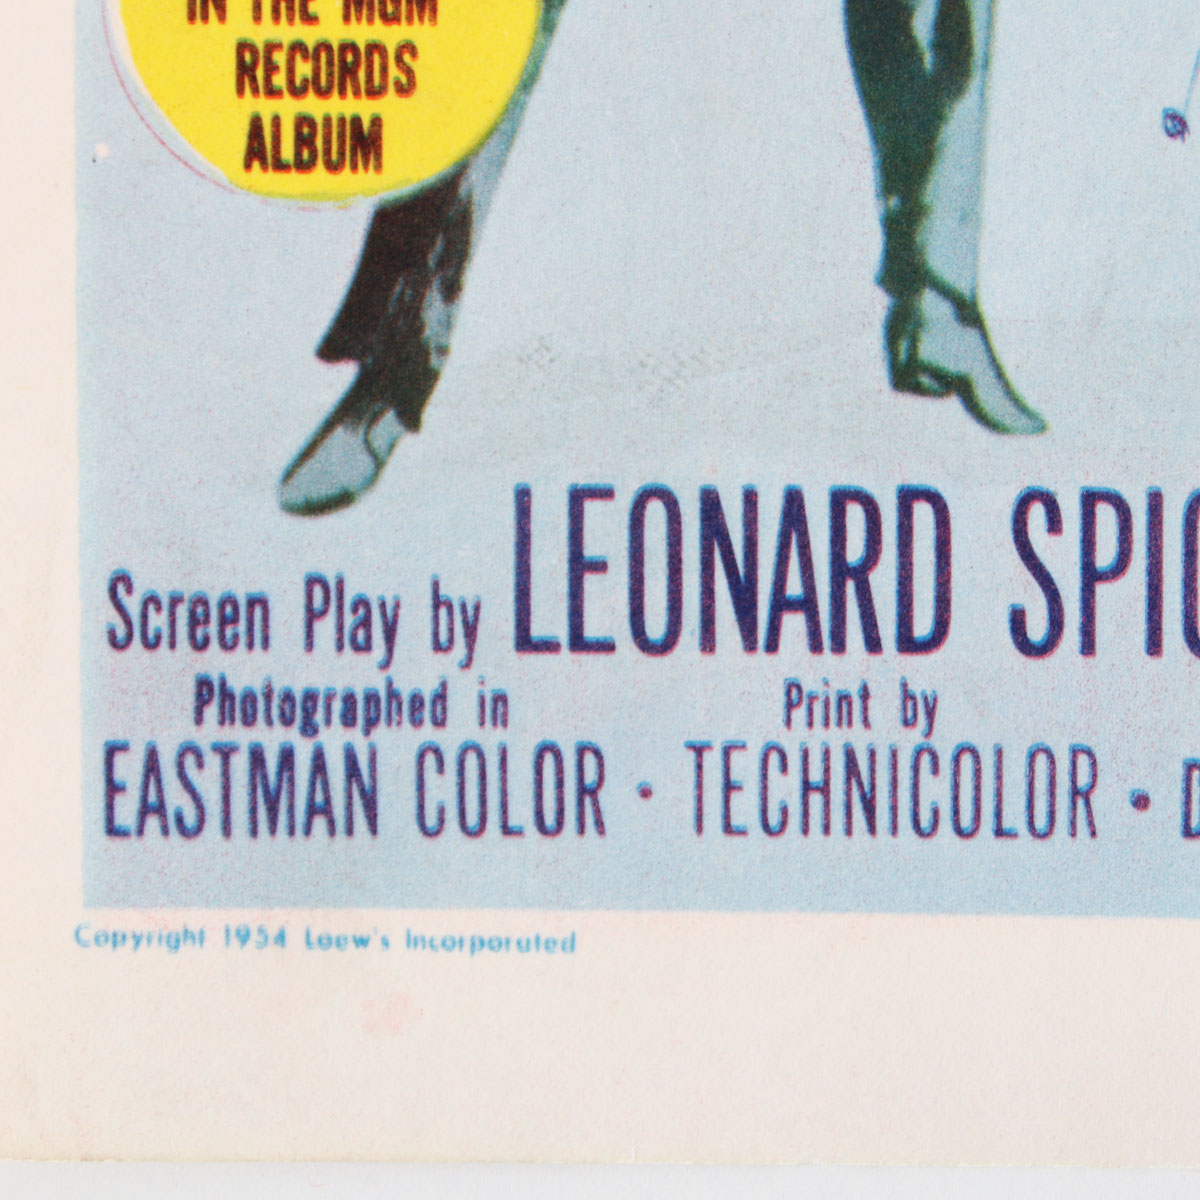 IN THE MGM
RECORDS
ALBUM
Screen Play by LEONARD SPIG
Photographed in Print by
EASTMAN COLOR • TECHNICOLOR •
Copyright 1954 Loew's Incorporated